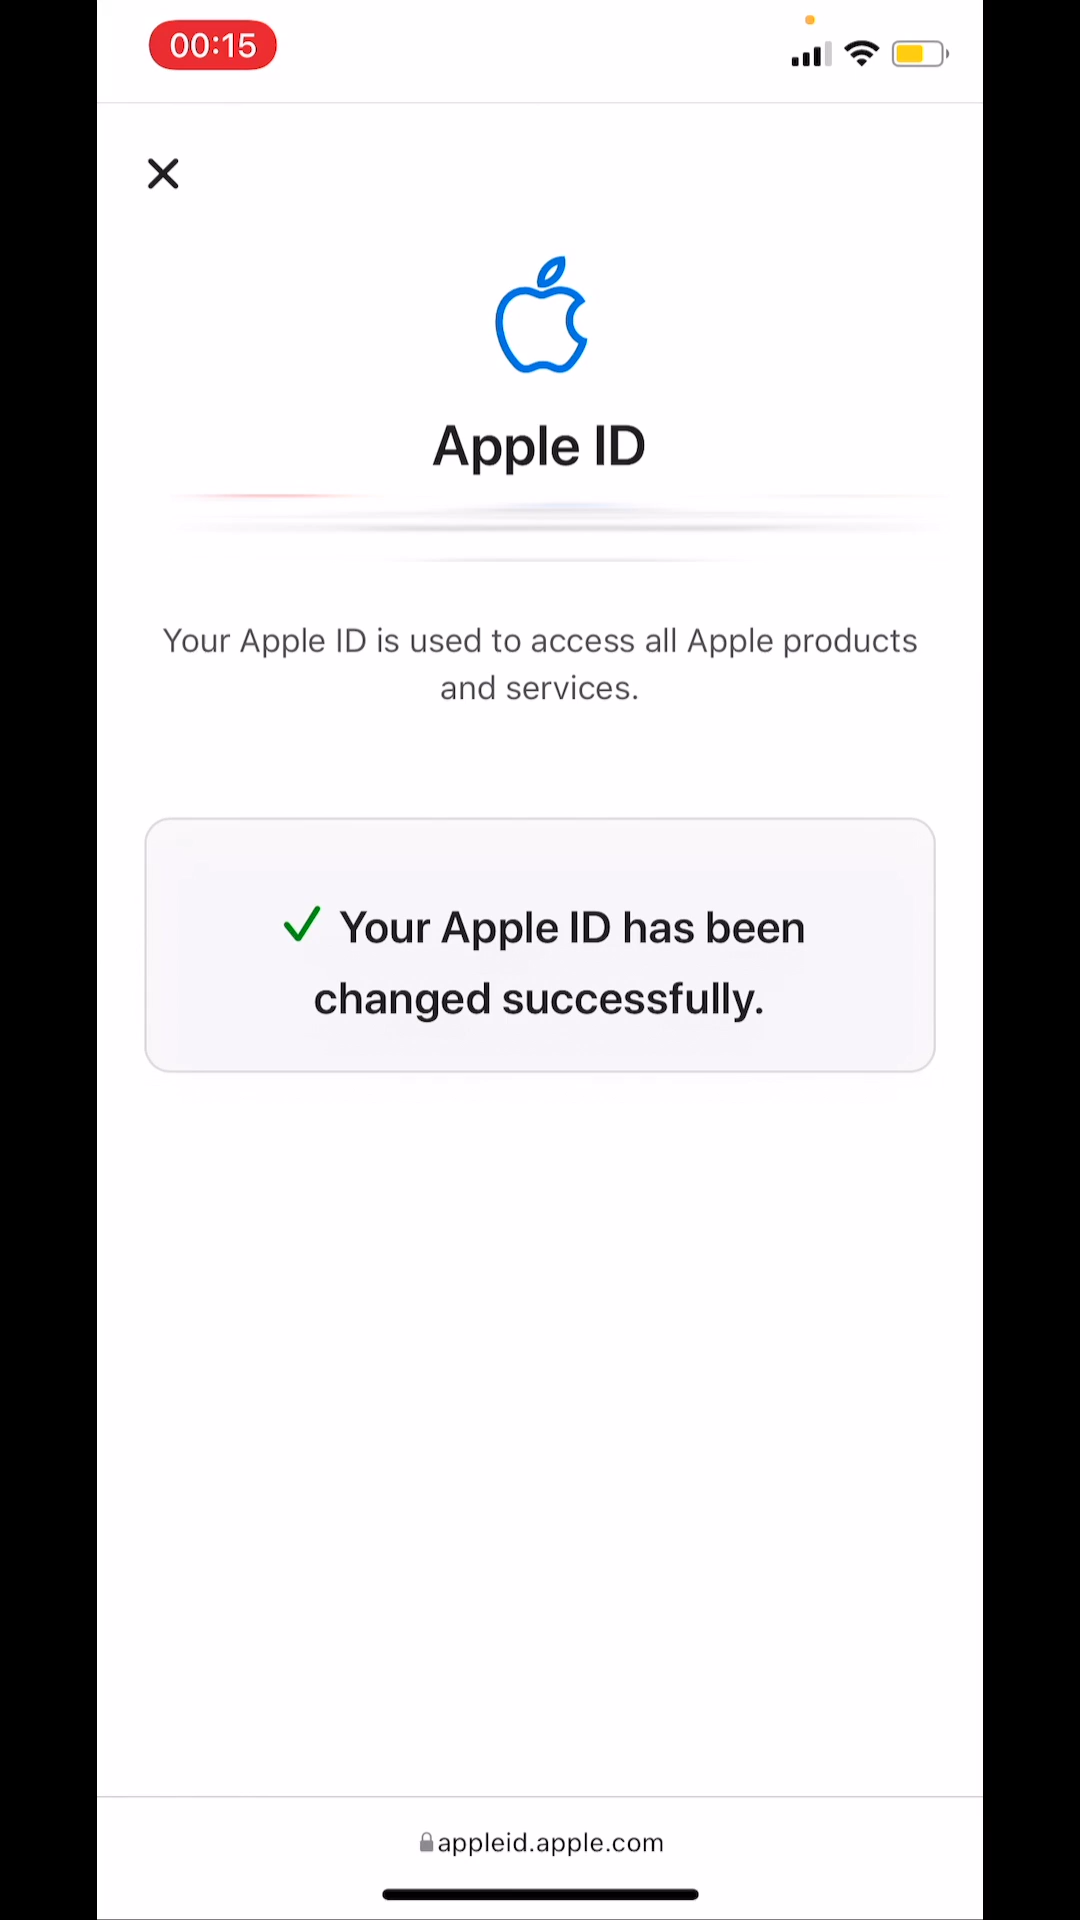 00:15
Apple ID
Your Apple ID is used to access all Apple products
and services.
Your Apple ID has been
changed successfully.
appleid.apple.com